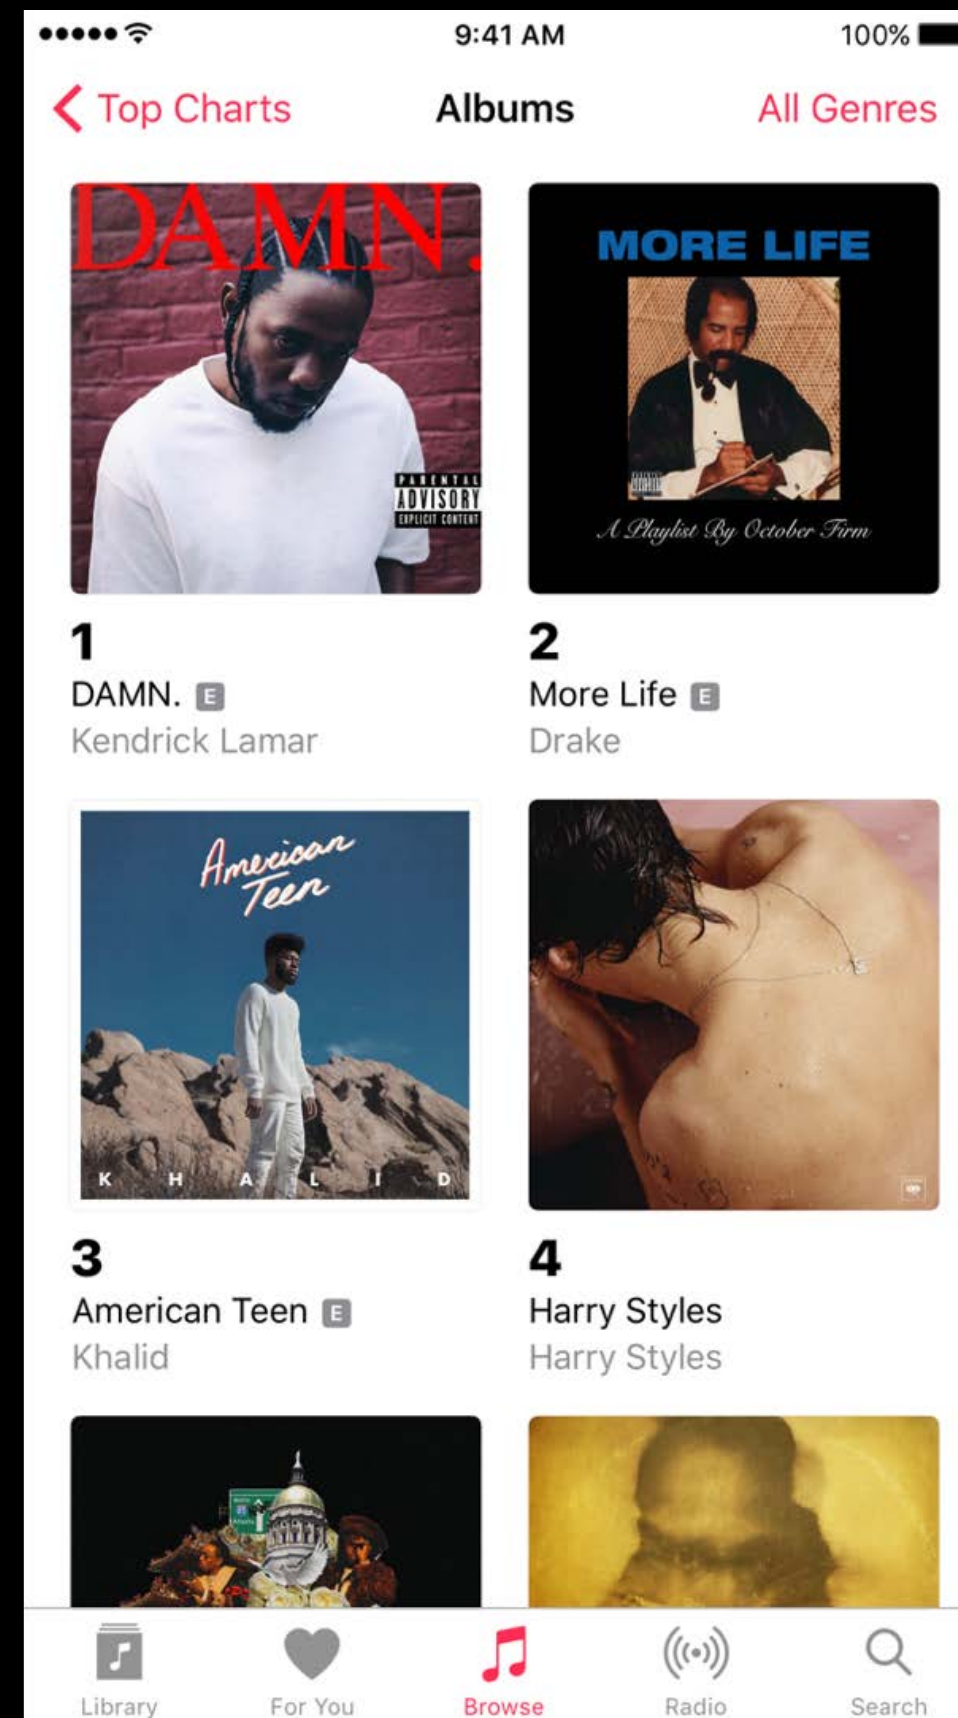 9:41 AM
100%
Top Charts
Albums
All Genres
DAMN.
PARENTAL
ADVISORY
EXPLICIT CONTENT
MORE LIFE
A Playlist By October Firm
1
DAMN. E
Kendrick Lamar
2
More Life E
Drake
American
Teen
KHALID
3
American Teen E
Khalid
4
Harry Styles
Harry Styles
Library
For You
Browse
Radio
Search